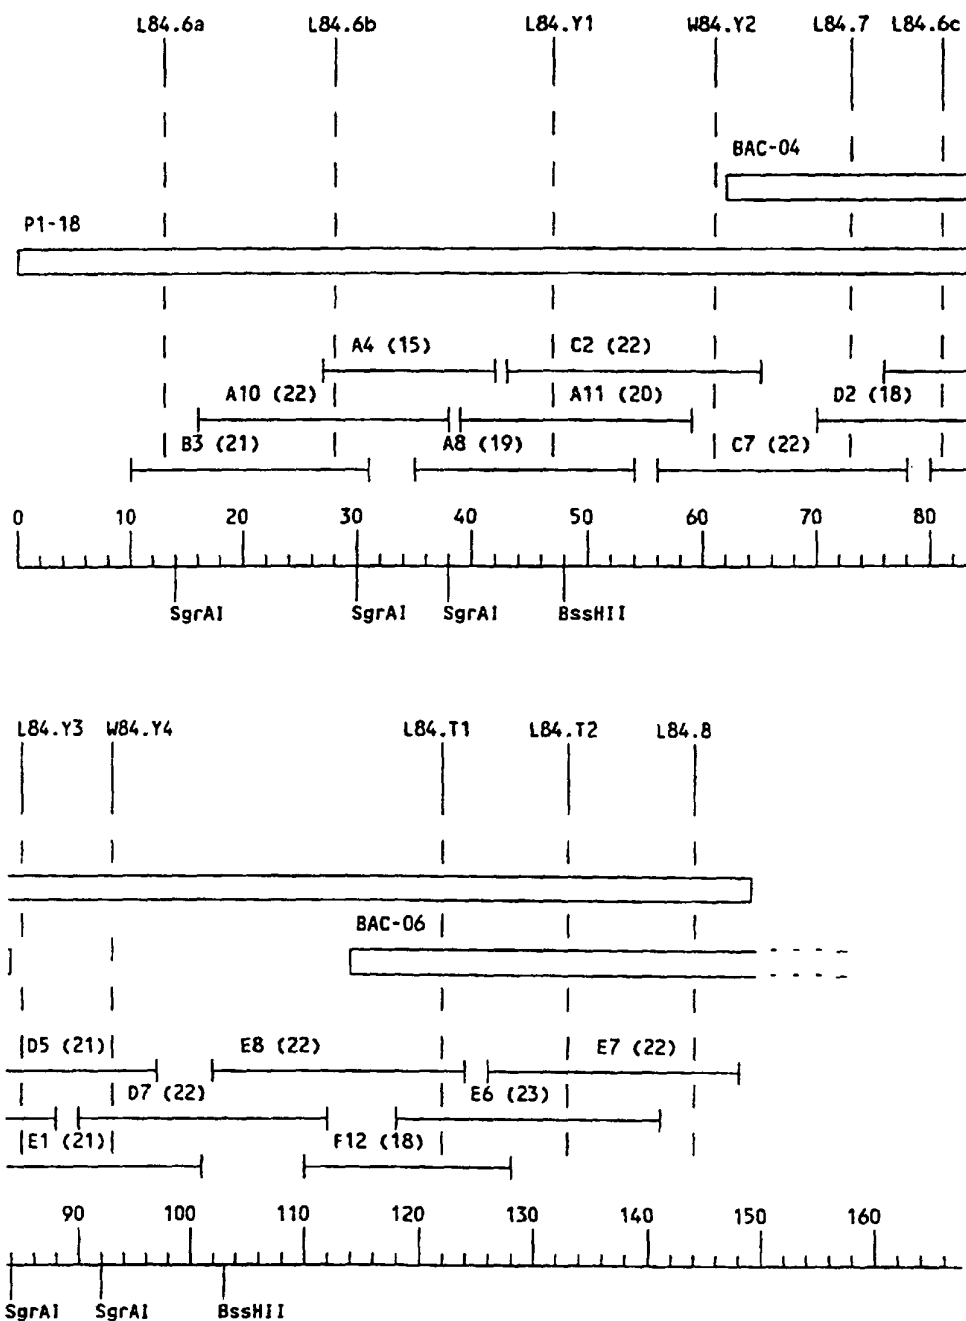 L84.6a L84.6b L84.Y1 W84.Y2 L84.7 L84.6c
BAC-04
P1-18
A4 (15) C2 (22)
A10 (22) A11 (20) D2 (18)
B3 (21) A8 (19) C7 (22)
0 10 20 30 40 50 60 70 80
SgrAI SgrAI SgrAI BssHII
L84.Y3 W84.Y4 L84.T1 L84.T2 L84.8
BAC-06
D5 (21) E8 (22) E7 (22)
D7 (22) E6 (23)
E1 (21) F12 (18)
90 100 110 120 130 140 150 160
SgrAI SgrAI BssHII